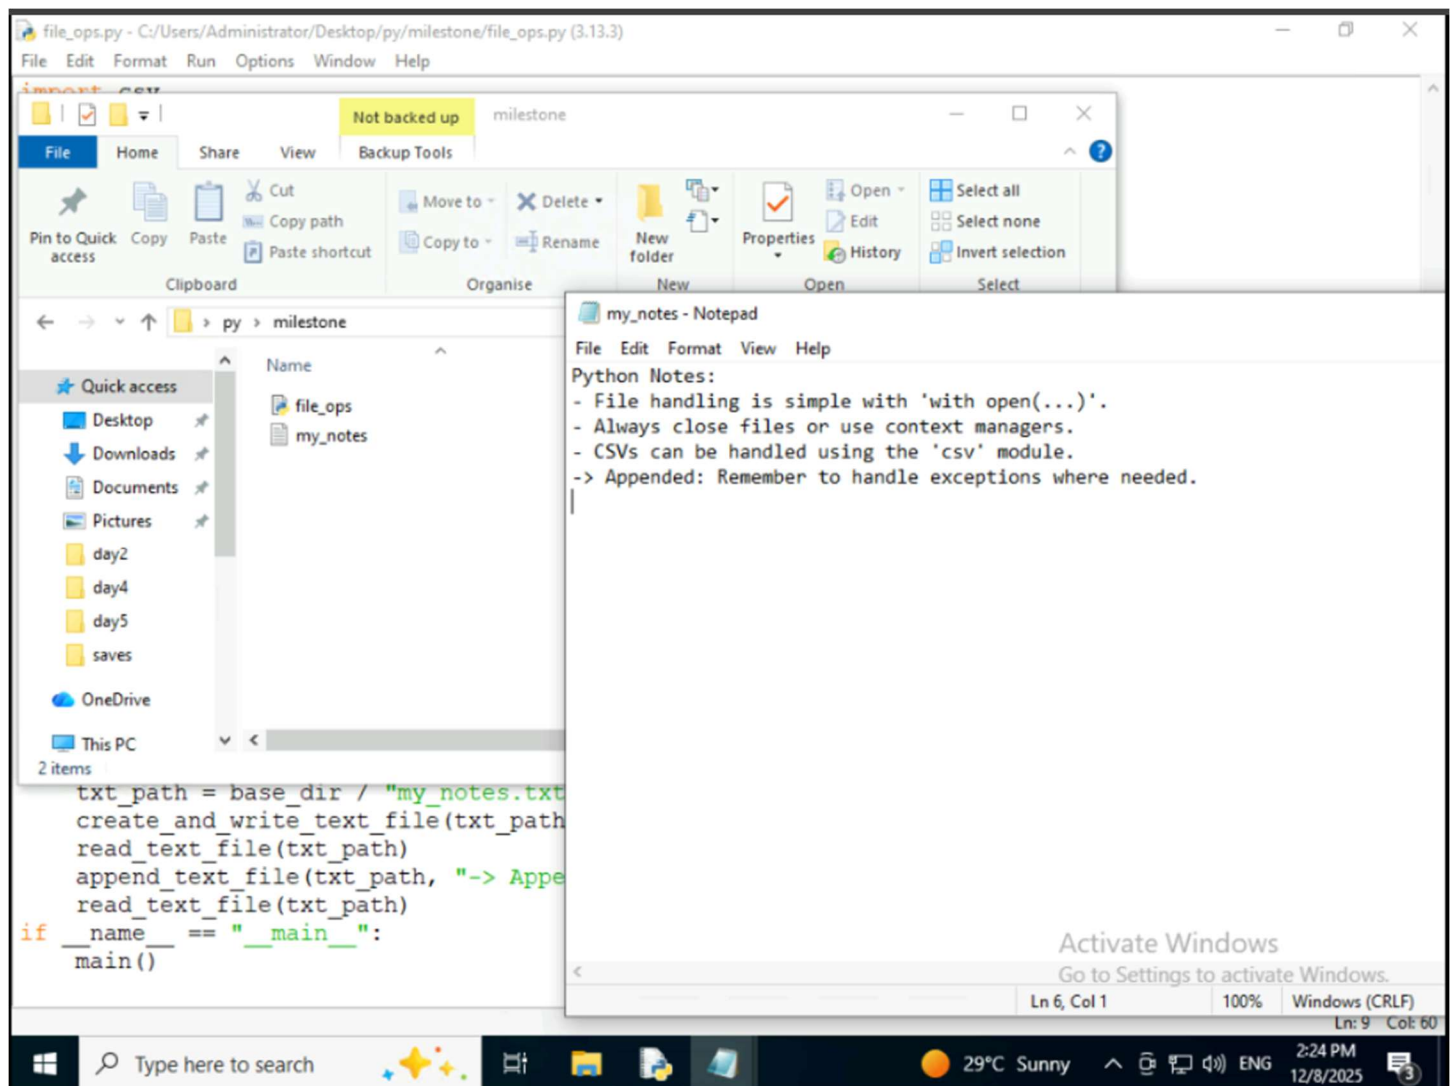 file_ops.py - C:/Users/Administrator/Desktop/py/milestone/file_ops.py (3.13.3)
File Edit Format Run Options Window Help
import csv
Not backed up milestone
File Home Share View Backup Tools
Pin to Quick access
Copy
Paste
Cut
Copy path
Paste shortcut
Clipboard
Move to
Copy to
Delete
Rename
Organise
New folder
New
Properties
Open
Edit
History
Open
Select all
Select none
Invert selection
Select
py > milestone
Quick access
Desktop
Downloads
Documents
Pictures
day2
day4
day5
saves
OneDrive
This PC
2 items
Name
file_ops
my_notes
my_notes - Notepad
File Edit Format View Help
Python Notes:
- File handling is simple with 'with open(...)'.
- Always close files or use context managers.
- CSVs can be handled using the 'csv' module.
-> Appended: Remember to handle exceptions where needed.
Activate Windows
Go to Settings to activate Windows.
Ln 6, Col 1 100% Windows (CRLF)
txt_path = base_dir / "my_notes.txt
create_and_write_text_file(txt_path
read_text_file(txt_path)
append_text_file(txt_path, "-> Appe
read_text_file(txt_path)
if __name__ == "__main__":
main()
Ln: 9 Col: 60
Type here to search
29°C Sunny
ENG
2:24 PM
12/8/2025
3